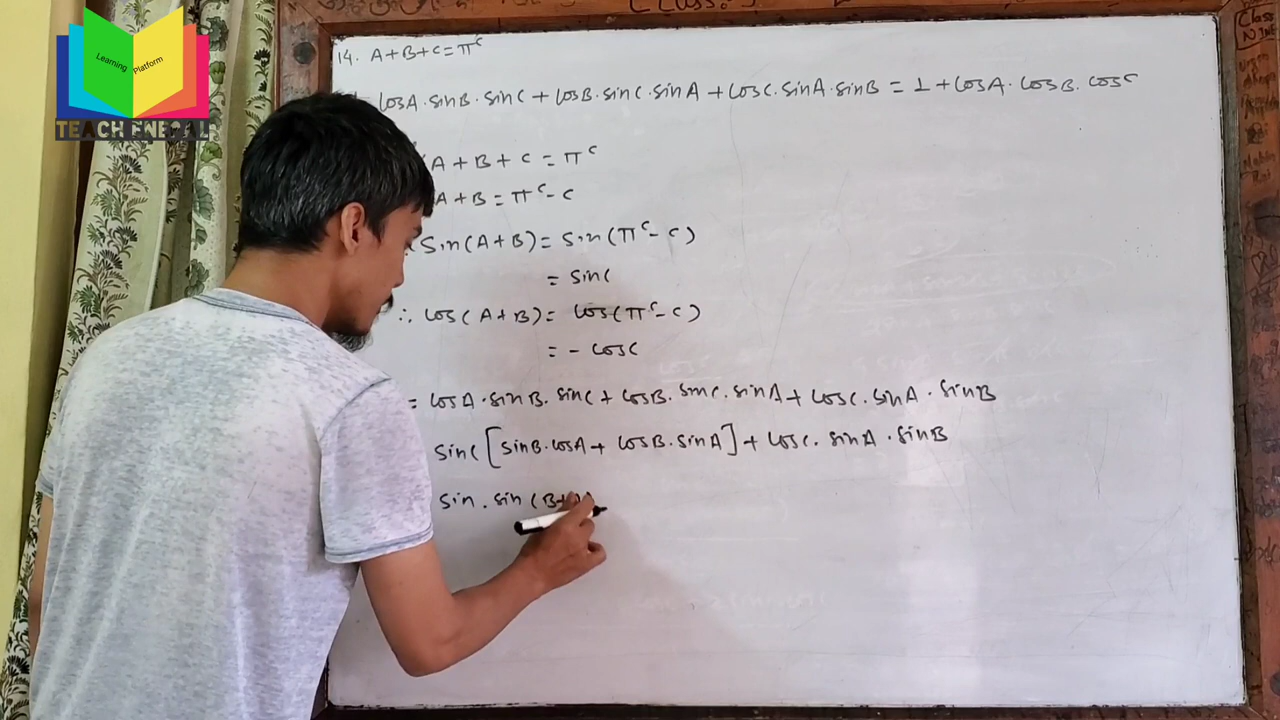 Learning Platform
TEACH ENEPAL
14. A+B+C=π^c
cosA.sinB.sinC + cosB.sinC.sinA + cosC.sinA.sinB = 1 + cosA.cosB.cosC
A+B+C = π^c
A+B = π^c - C
Sin(A+B) = sin(π^c - C)
= sinC
∴ cos(A+B) = cos(π^c - C)
= - cosC
= cosA.sinB.sinC + cosB.sinC.sinA + cosC.sinA.sinB
sinC [sinB.cosA + cosB.sinA] + cosC.sinA.sinB
sin.sin(B+